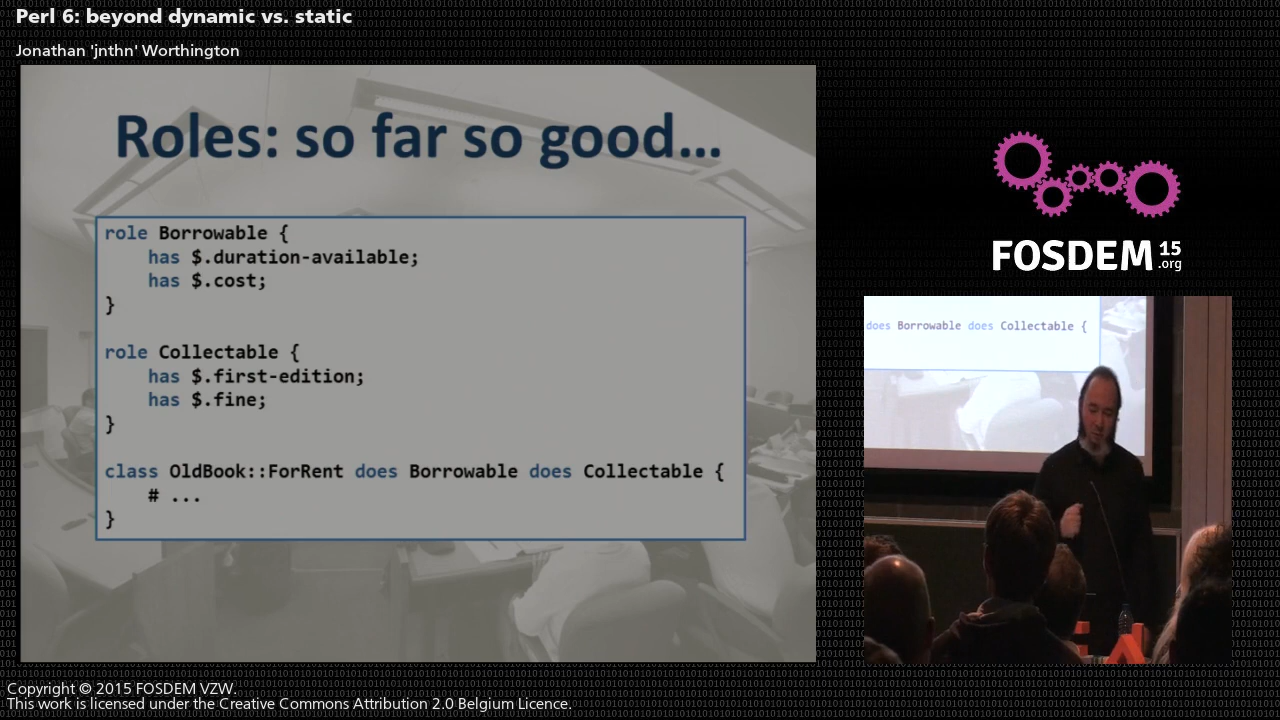 Perl 6: beyond dynamic vs. static
Jonathan 'jnthn' Worthington
Roles: so far so good...
role Borrowable {
    has $.duration-available;
    has $.cost;
}
role Collectable {
    has $.first-edition;
    has $.fine;
}
class OldBook::ForRent does Borrowable does Collectable {
    # ...
}
FOSDEM 15
.org
does Borrowable does Collectable {
Copyright © 2015 FOSDEM VZW.
This work is licensed under the Creative Commons Attribution 2.0 Belgium Licence.